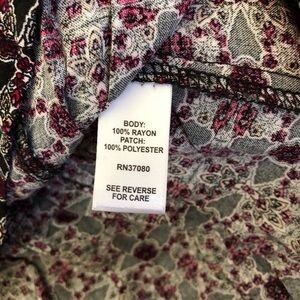 BODY:
100% RAYON
PATCH:
100% POLYESTER
RN37080
SEE REVERSE
FOR CARE